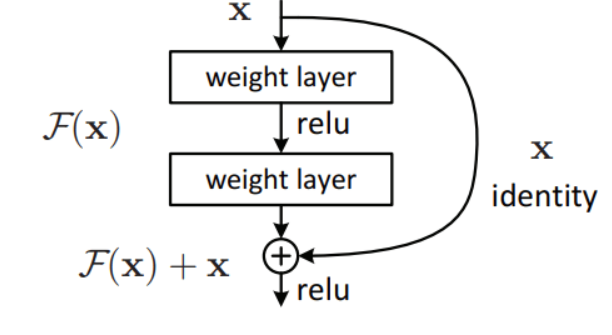 x
weight layer
relu
F(x)
x
weight layer
identity
F(x) + x
+
relu